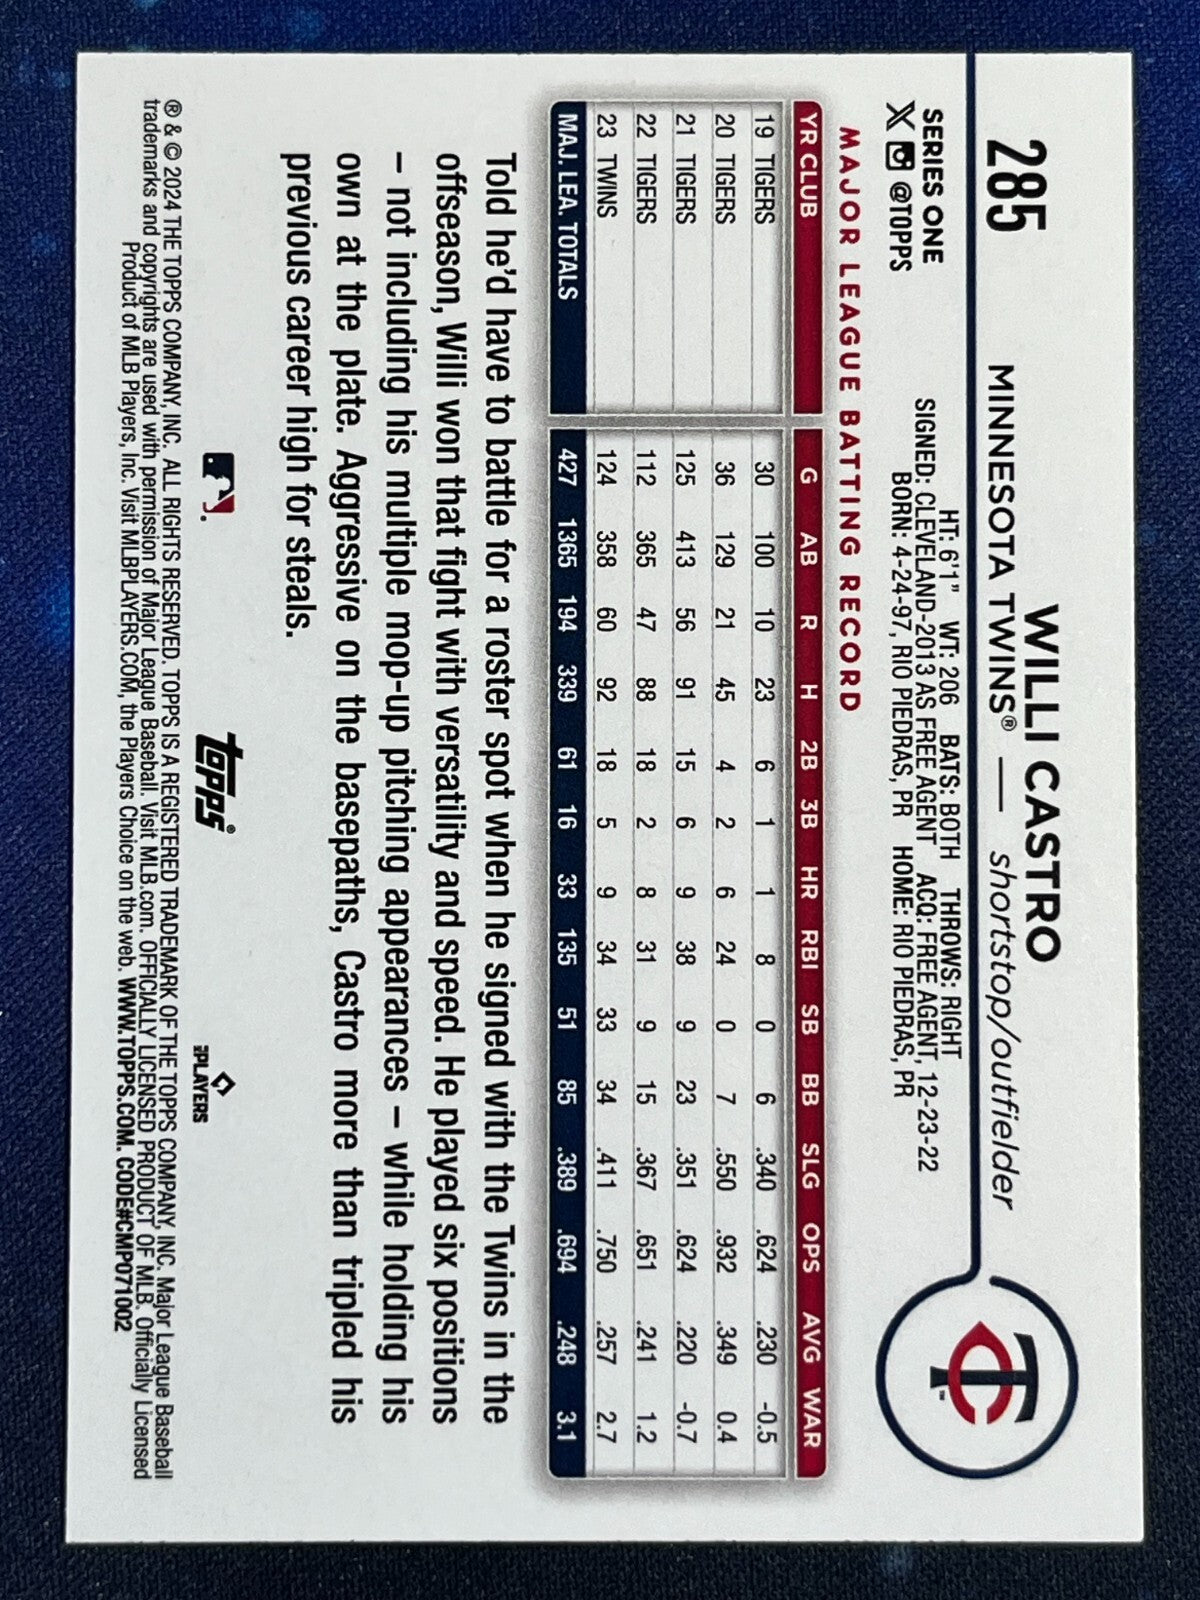 285
WILLI CASTRO
MINNESOTA TWINS® — shortstop/outfielder
SERIES ONE
X @TOPPS
HT: 6'1" WT: 206 BATS: BOTH THROWS: RIGHT
SIGNED: CLEVELAND-2013 AS FREE AGENT ACQ: FREE AGENT, 12-23-22
BORN: 4-24-97, RIO PIEDRAS, PR HOME: RIO PIEDRAS, PR
TC ™
MAJOR LEAGUE BATTING RECORD
YR CLUB G AB R H 2B 3B HR RBI SB BB SLG OPS AVG WAR
19 TIGERS 30 100 10 23 6 1 1 8 0 6 .340 .624 .230 -0.5
20 TIGERS 36 129 21 45 4 2 6 24 0 7 .550 .932 .349 0.4
21 TIGERS 125 413 56 91 15 6 9 38 9 23 .351 .624 .220 -0.7
22 TIGERS 112 365 47 88 18 2 8 31 9 15 .367 .651 .241 1.2
23 TWINS 124 358 60 92 18 5 9 34 33 34 .411 .750 .257 2.7
MAJ. LEA. TOTALS 427 1365 194 339 61 16 33 135 51 85 .389 .694 .248 3.1
Told he'd have to battle for a roster spot when he signed with the Twins in the
offseason, Willi won that fight with versatility and speed. He played six positions
– not including his multiple mop-up pitching appearances – while holding his
own at the plate. Aggressive on the basepaths, Castro more than tripled his
previous career high for steals.
topps®
PLAYERS
® & © 2024 THE TOPPS COMPANY, INC. ALL RIGHTS RESERVED. TOPPS IS A REGISTERED TRADEMARK OF THE TOPPS COMPANY, INC. Major League Baseball
trademarks and copyrights are used with permission of Major League Baseball. Visit MLB.com. OFFICIALLY LICENSED PRODUCT OF MLB. Officially Licensed
Product of MLB Players, Inc. Visit MLBPLAYERS.COM, the Players Choice on the web. WWW.TOPPS.COM. CODE#CMP071002